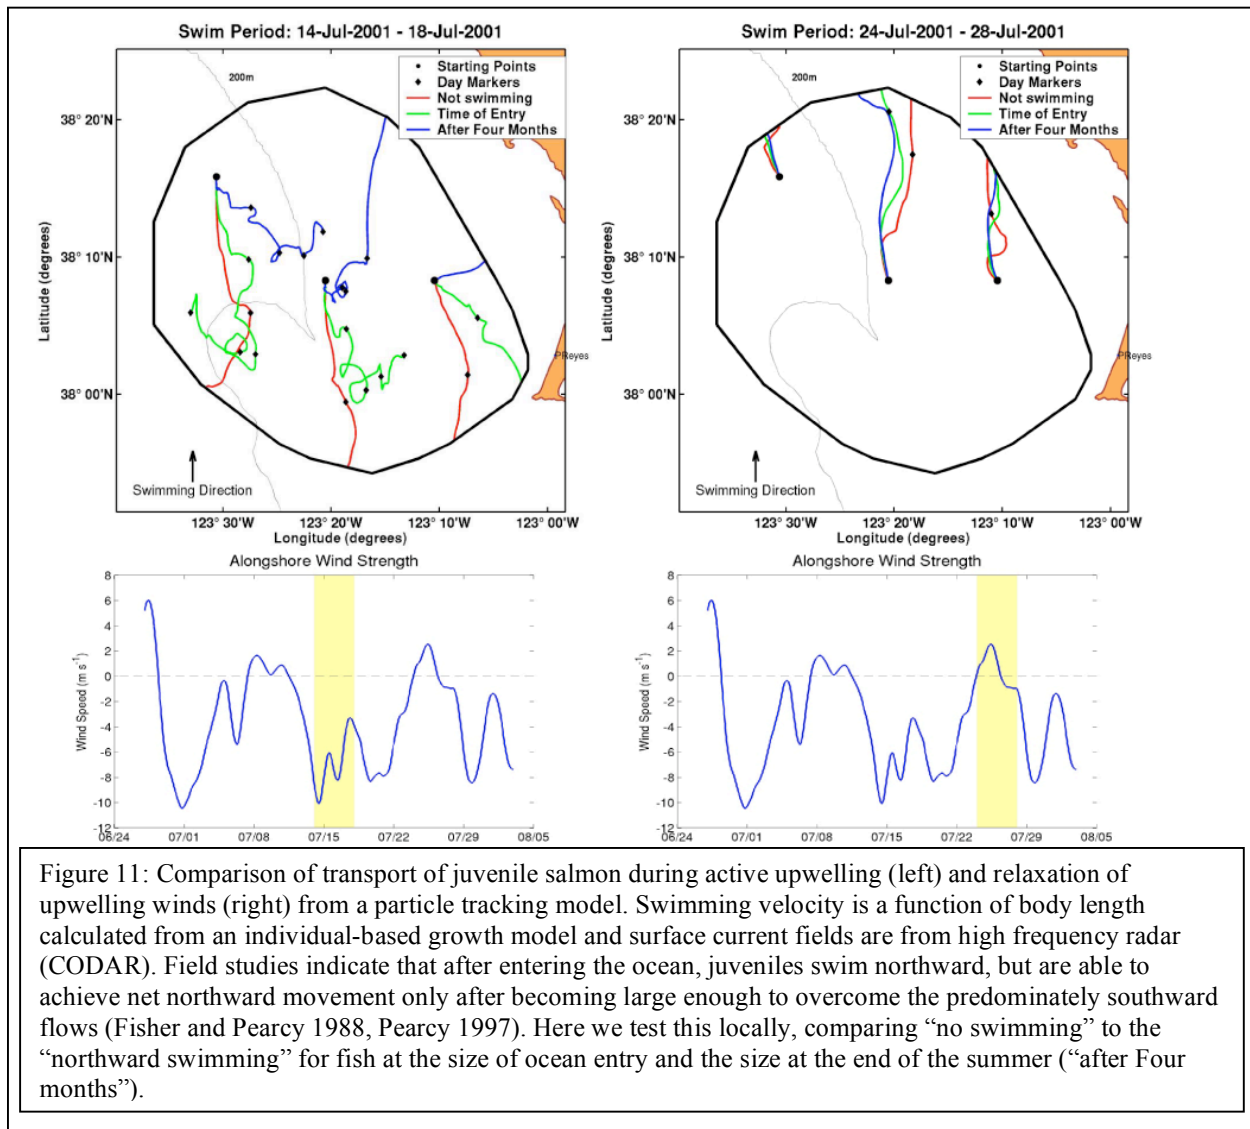 Swim Period: 14-Jul-2001 - 18-Jul-2001
200m
Starting Points
Day Markers
Not swimming
Time of Entry
After Four Months
38° 20'N
38° 10'N
38° 00'N
Latitude (degrees)
PReyes
Swimming Direction
123° 30'W
123° 20'W
123° 10'W
123° 00'W
Longitude (degrees)
Swim Period: 24-Jul-2001 - 28-Jul-2001
200m
Starting Points
Day Markers
Not swimming
Time of Entry
After Four Months
38° 20'N
38° 10'N
38° 00'N
Latitude (degrees)
PReyes
Swimming Direction
123° 30'W
123° 20'W
123° 10'W
123° 00'W
Longitude (degrees)
Alongshore Wind Strength
8
6
4
2
0
-2
-4
-6
-8
-10
-12
Wind Speed (m s⁻¹)
06/24
07/01
07/08
07/15
07/22
07/29
08/05
Alongshore Wind Strength
8
6
4
2
0
-2
-4
-6
-8
-10
-12
Wind Speed (m s⁻¹)
06/24
07/01
07/08
07/15
07/22
07/29
08/05
Figure 11: Comparison of transport of juvenile salmon during active upwelling (left) and relaxation of
upwelling winds (right) from a particle tracking model. Swimming velocity is a function of body length
calculated from an individual-based growth model and surface current fields are from high frequency radar
(CODAR). Field studies indicate that after entering the ocean, juveniles swim northward, but are able to
achieve net northward movement only after becoming large enough to overcome the predominately southward
flows (Fisher and Pearcy 1988, Pearcy 1997). Here we test this locally, comparing “no swimming” to the
“northward swimming” for fish at the size of ocean entry and the size at the end of the summer (“after Four
months”).